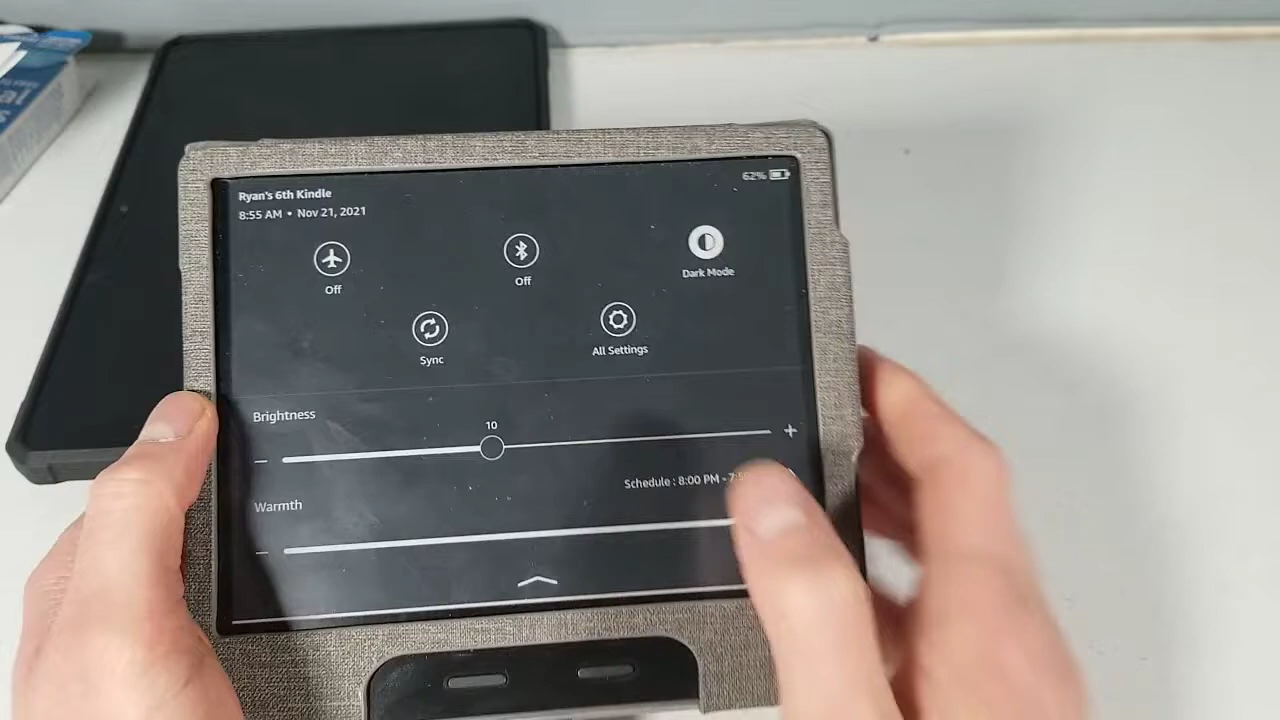 Ryan's 6th Kindle
62%
8:55 AM • Nov 21, 2021
Off
Off
Dark Mode
Sync
All Settings
Brightness
10
Schedule : 8:00 PM -
Warmth